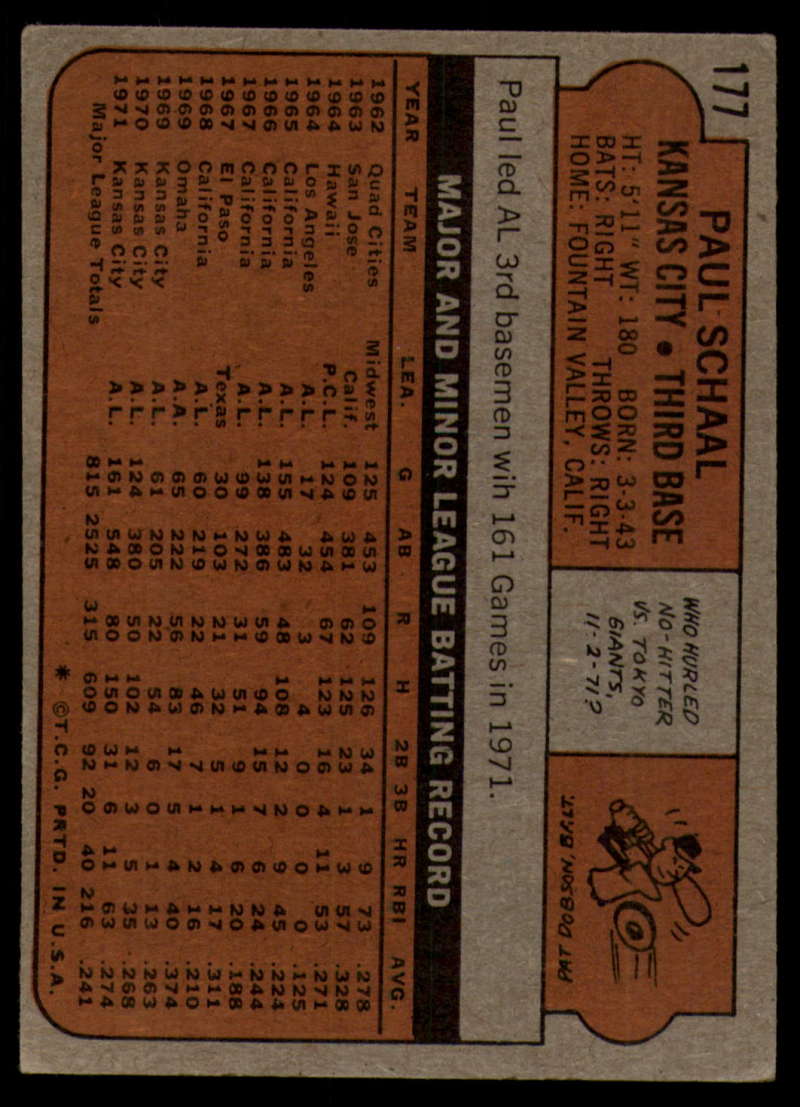 177
PAUL SCHAAL
KANSAS CITY • THIRD BASE
HT: 5'11" WT: 180 BORN: 3-3-43
BATS: RIGHT THROWS: RIGHT
HOME: FOUNTAIN VALLEY, CALIF.
WHO HURLED
NO-HITTER
VS. TOKYO
GIANTS,
11-2-71?
PAT DOBSON, BALT.
Paul led AL 3rd basemen wih 161 Games in 1971.
MAJOR AND MINOR LEAGUE BATTING RECORD
YEAR TEAM LEA. G AB R H 2B 3B HR RBI AVG.
1962 Quad Cities Midwest 125 453 109 126 34 1 9 73 .278
1963 San Jose Calif. 109 381 62 125 23 1 3 57 .328
1964 Hawaii P.C.L. 124 454 67 123 16 4 11 53 .271
1964 Los Angeles A.L. 17 32 3 4 0 0 0 0 .125
1965 California A.L. 155 483 48 108 12 2 9 45 .224
1966 California A.L. 138 386 59 94 15 7 6 24 .244
1967 California A.L. 99 272 31 51 9 1 6 20 .188
1967 El Paso Texas 30 103 21 32 5 1 4 17 .311
1968 California A.L. 60 219 22 46 7 1 2 16 .210
1969 Omaha A.A. 65 222 56 83 17 5 4 40 .374
1969 Kansas City A.L. 61 205 22 54 6 0 1 13 .263
1970 Kansas City A.L. 124 380 50 102 12 3 5 35 .268
1971 Kansas City A.L. 161 548 80 150 31 6 11 63 .274
Major League Totals 815 2525 315 609 92 20 40 216 .241
* ©T.C.G. PRTD. IN U.S.A.